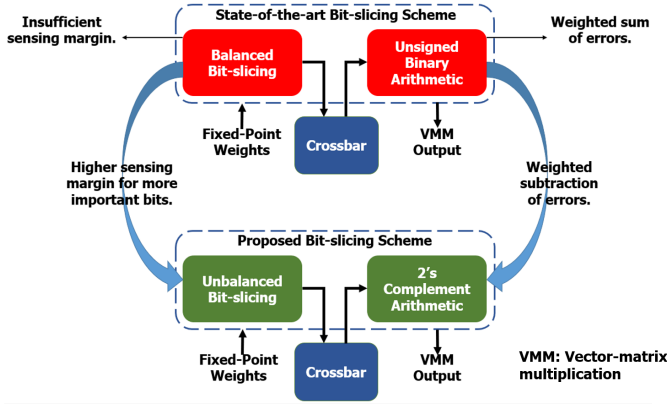 State-of-the-art Bit-slicing Scheme
Insufficient
sensing margin.
Balanced
Bit-slicing
Unsigned
Binary
Arithmetic
Weighted sum
of errors.
Fixed-Point
Weights
Crossbar
VMM
Output
Higher sensing
margin for more
important bits.
Weighted
subtraction
of errors.
Proposed Bit-slicing Scheme
Unbalanced
Bit-slicing
2's
Complement
Arithmetic
Fixed-Point
Weights
Crossbar
VMM
Output
VMM: Vector-matrix
multiplication